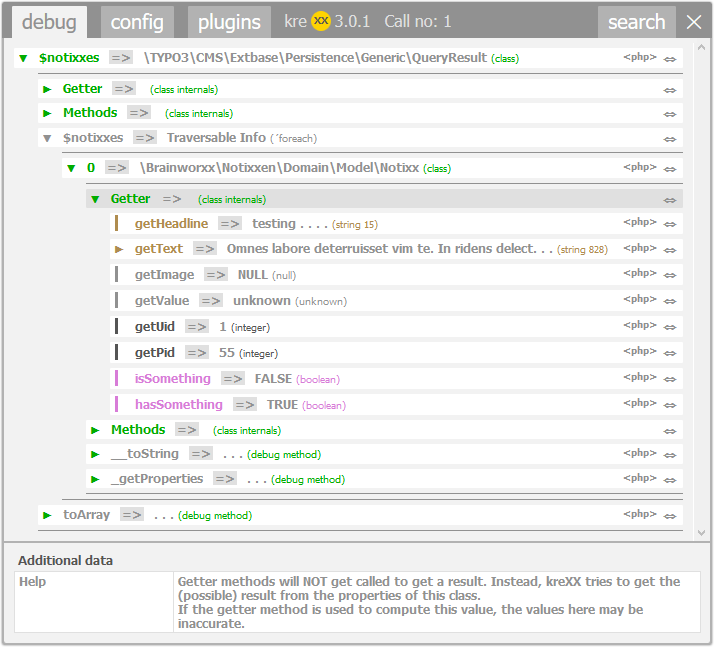 debug config plugins kre XX 3.0.1 Call no: 1 search
$notixxes => \TYPO3\CMS\Extbase\Persistence\Generic\QueryResult (class) <php>
Getter => (class internals)
Methods => (class internals)
$notixxes => Traversable Info (´foreach)
0 => \Brainworxx\Notixxen\Domain\Model\Notixx (class) <php>
Getter => (class internals)
getHeadline => testing . . . . (string 15) <php>
getText => Omnes labore deterruisset vim te. In ridens delect. . . (string 828) <php>
getImage => NULL (null) <php>
getValue => unknown (unknown) <php>
getUid => 1 (integer) <php>
getPid => 55 (integer) <php>
isSomething => FALSE (boolean) <php>
hasSomething => TRUE (boolean) <php>
Methods => (class internals)
__toString => . . . (debug method) <php>
_getProperties => . . . (debug method) <php>
toArray => . . . (debug method) <php>
Additional data
Help Getter methods will NOT get called to get a result. Instead, kreXX tries to get the
(possible) result from the properties of this class.
If the getter method is used to compute this value, the values here may be
inaccurate.